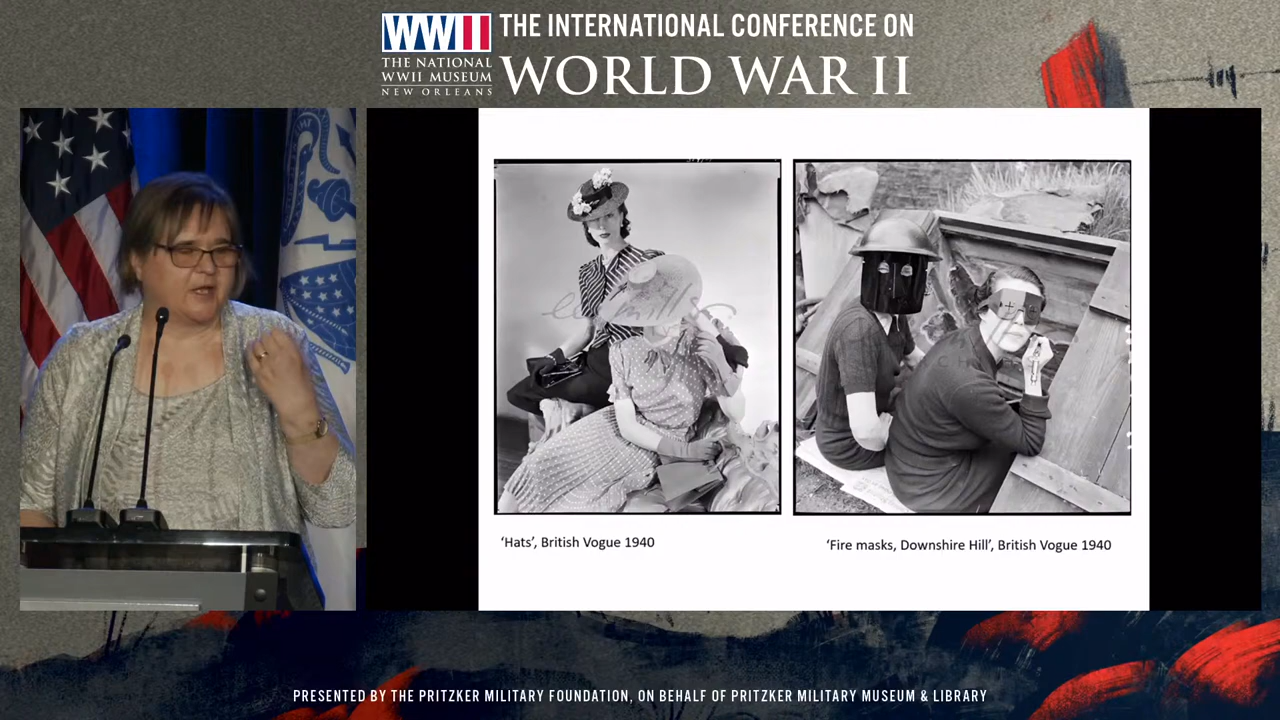 WWII
THE NATIONAL
WWII MUSEUM
NEW ORLEANS
THE INTERNATIONAL CONFERENCE ON
WORLD WAR II
lee miller
'Hats', British Vogue 1940
'Fire masks, Downshire Hill', British Vogue 1940
PRESENTED BY THE PRITZKER MILITARY FOUNDATION, ON BEHALF OF PRITZKER MILITARY MUSEUM & LIBRARY